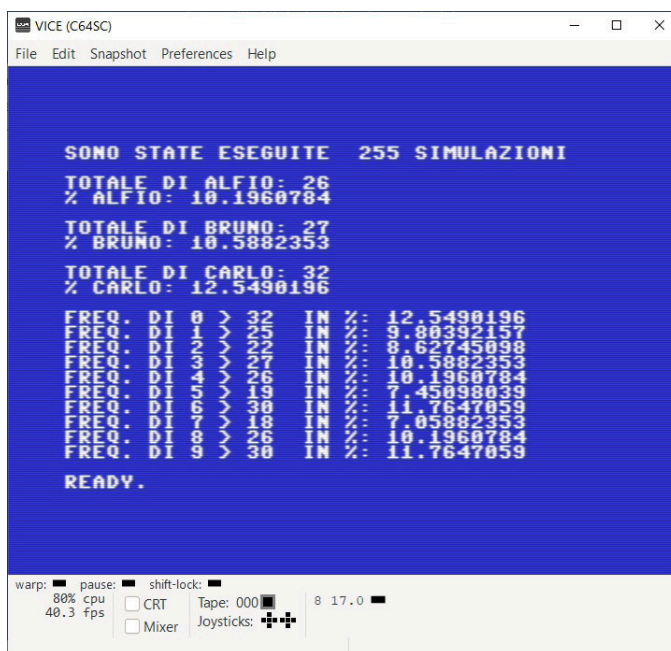 VICE (C64SC)
File Edit Snapshot Preferences Help
SONO STATE ESEGUITE 255 SIMULAZIONI
TOTALE DI ALFIO: 26
% ALFIO: 10.1960784
TOTALE DI BRUNO: 27
% BRUNO: 10.5882353
TOTALE DI CARLO: 32
% CARLO: 12.5490196
FREQ. DI 0 > 32 IN %: 12.5490196
FREQ. DI 1 > 25 IN %: 9.80392157
FREQ. DI 2 > 22 IN %: 8.62745098
FREQ. DI 3 > 27 IN %: 10.5882353
FREQ. DI 4 > 26 IN %: 10.1960784
FREQ. DI 5 > 19 IN %: 7.45098039
FREQ. DI 6 > 30 IN %: 11.7647059
FREQ. DI 7 > 18 IN %: 7.05882353
FREQ. DI 8 > 26 IN %: 10.1960784
FREQ. DI 9 > 30 IN %: 11.7647059
READY.
warp: pause: shift-lock:
80% cpu CRT Tape: 000 8 17.0
40.3 fps Mixer Joysticks: